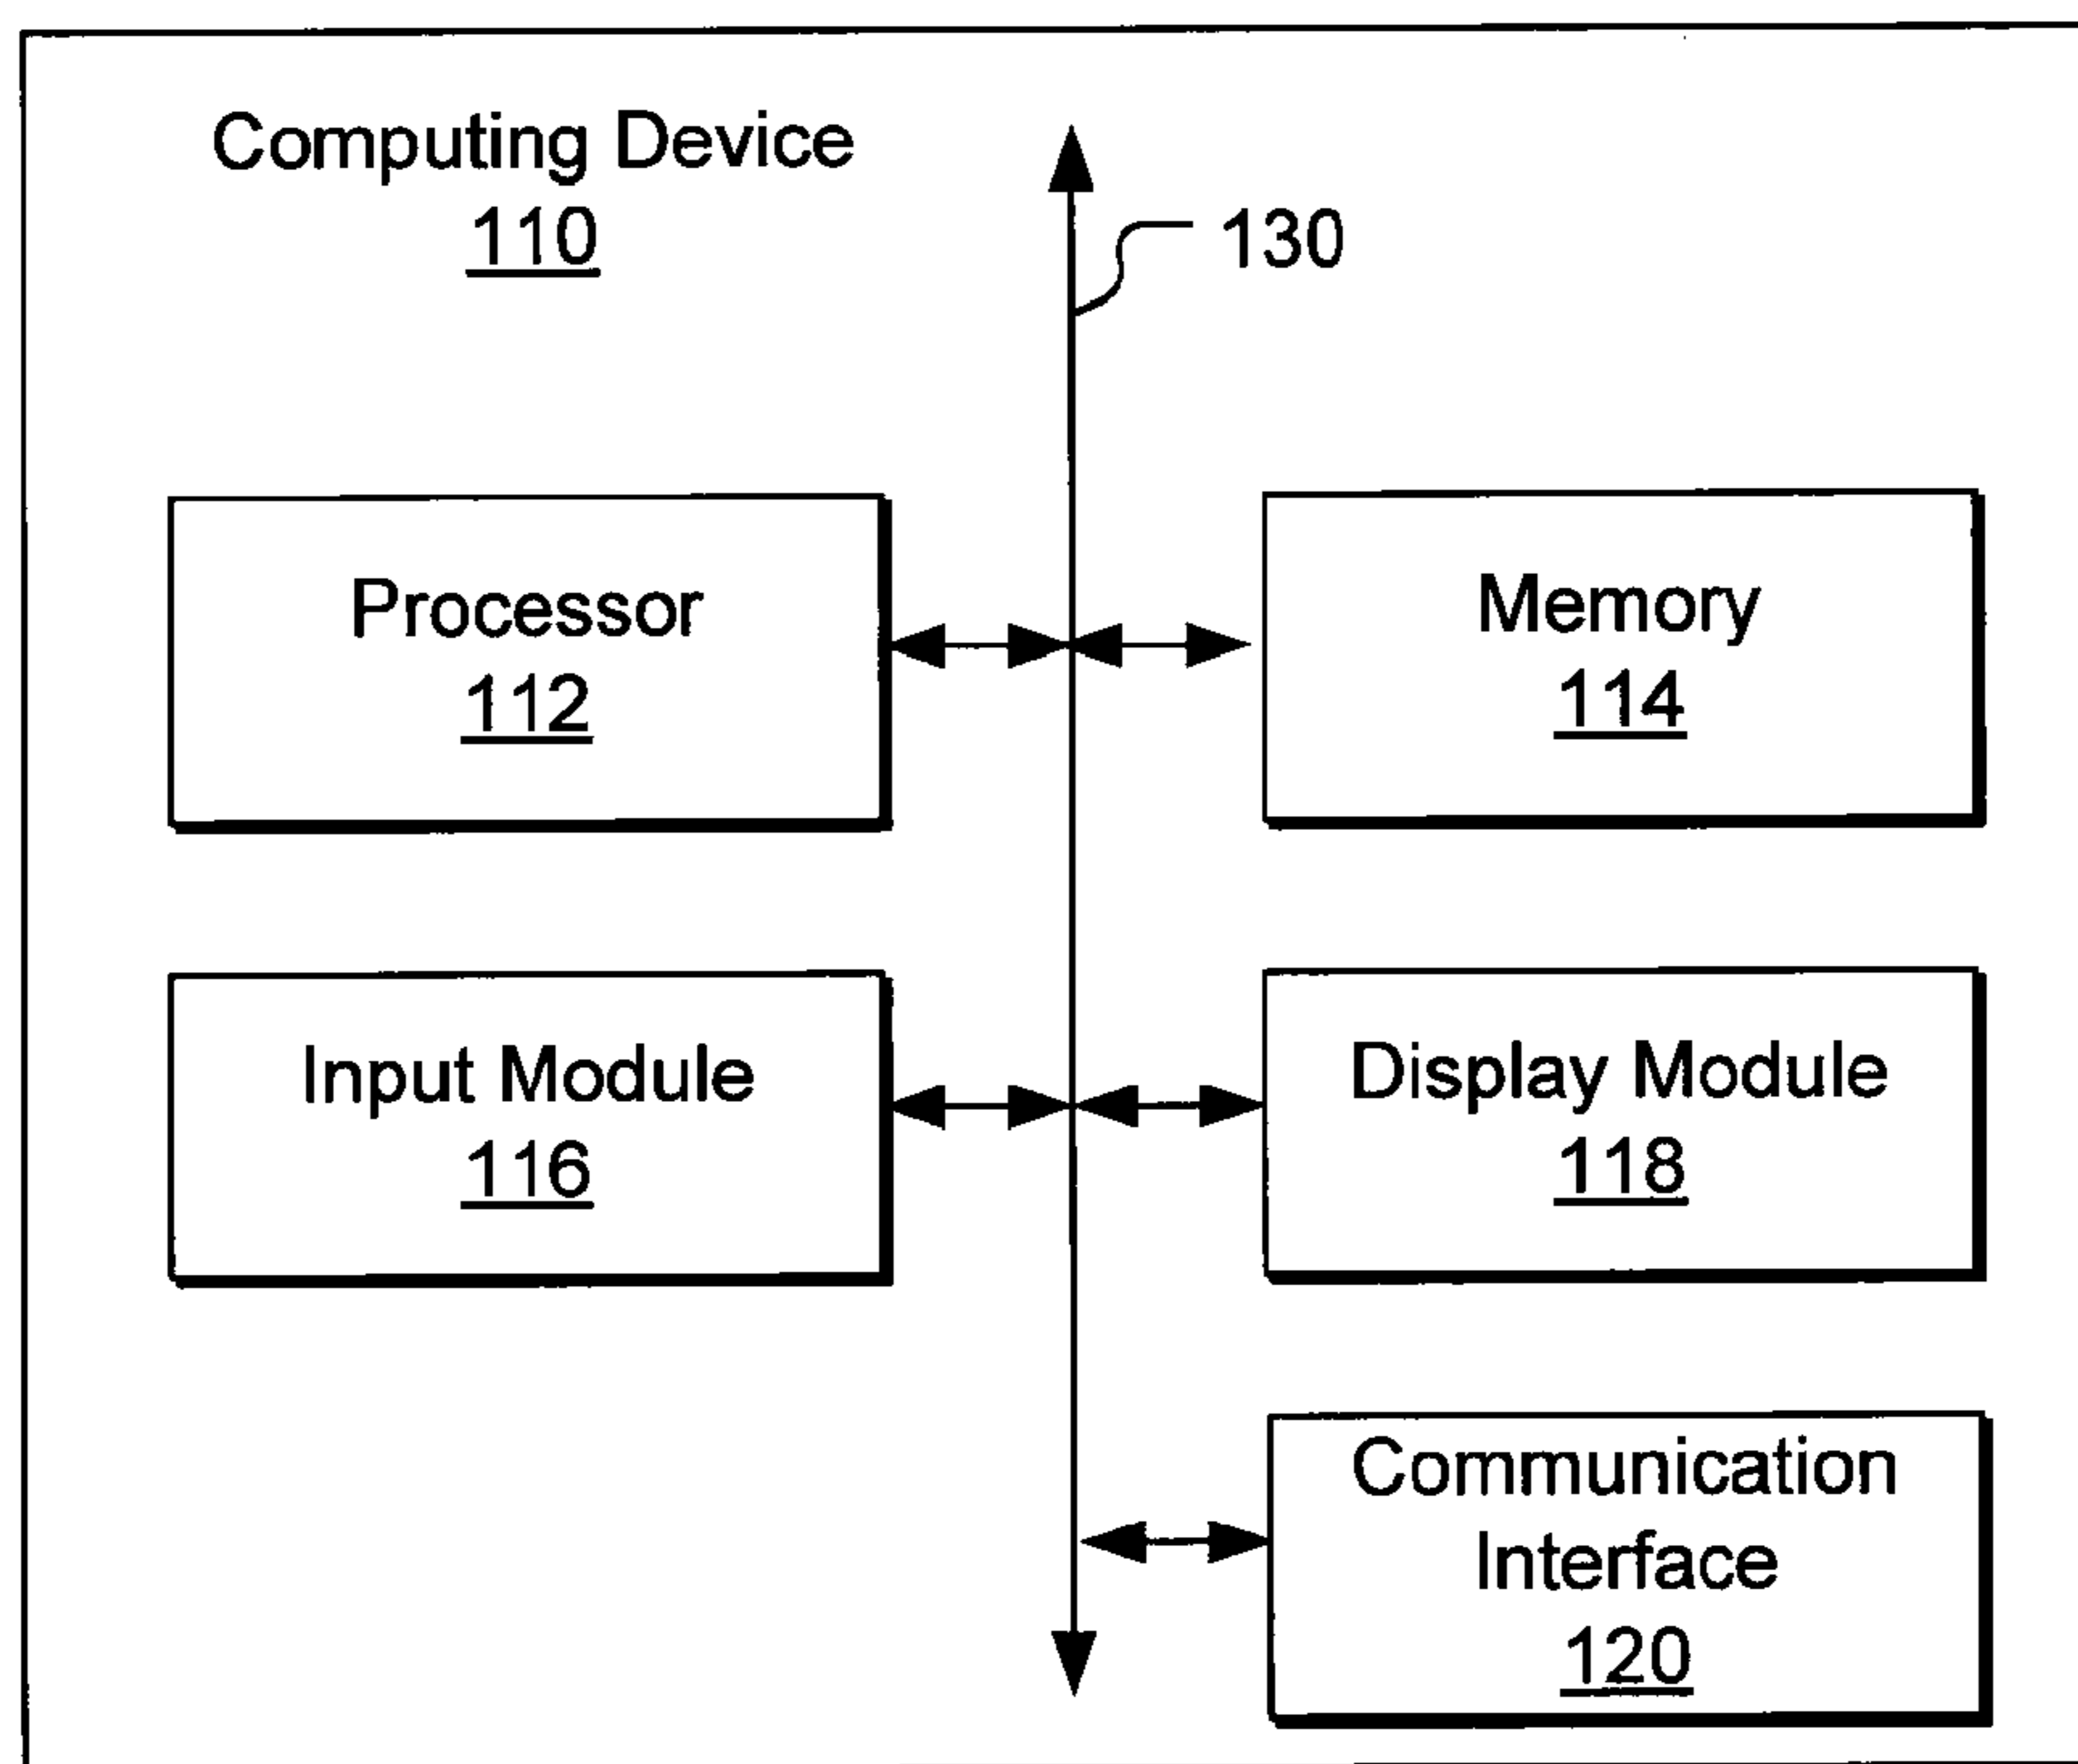 Computing Device
110
130
Processor
112
Memory
114
Input Module
116
Display Module
118
Communication
Interface
120